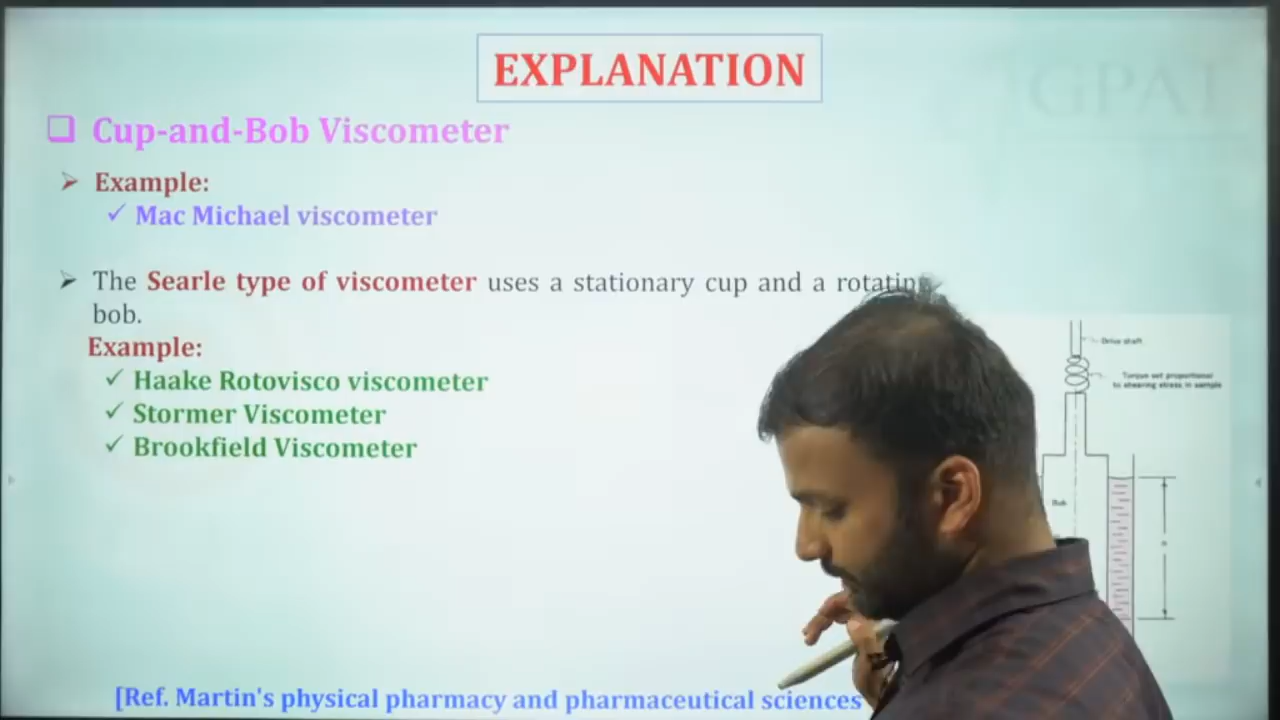 EXPLANATION
GPAT
Cup-and-Bob Viscometer
Example:
Mac Michael viscometer
The Searle type of viscometer uses a stationary cup and a rotating
bob.
Example:
Haake Rotovisco viscometer
Stormer Viscometer
Brookfield Viscometer
Drive shaft
Torque set proportional
to shearing stress in sample
Bob
[Ref. Martin's physical pharmacy and pharmaceutical sciences